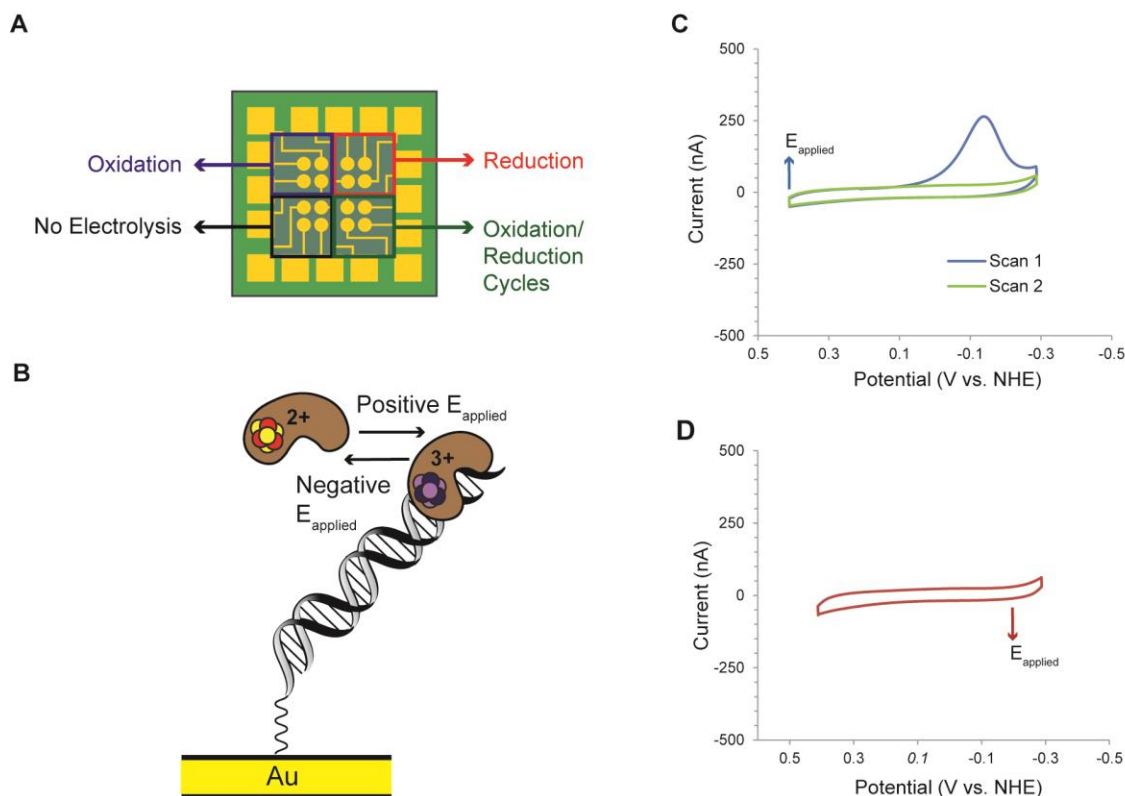 A
Oxidation
Reduction
No Electrolysis
Oxidation/
Reduction
Cycles
B
2+
Positive E applied
3+
Negative
E applied
Au
C
500
250
0
-250
-500
Current (nA)
E applied
Scan 1
Scan 2
0.5 0.3 0.1 -0.1 -0.3 -0.5
Potential (V vs. NHE)
D
500
250
0
-250
-500
Current (nA)
E applied
0.5 0.3 0.1 -0.1 -0.3 -0.5
Potential (V vs. NHE)